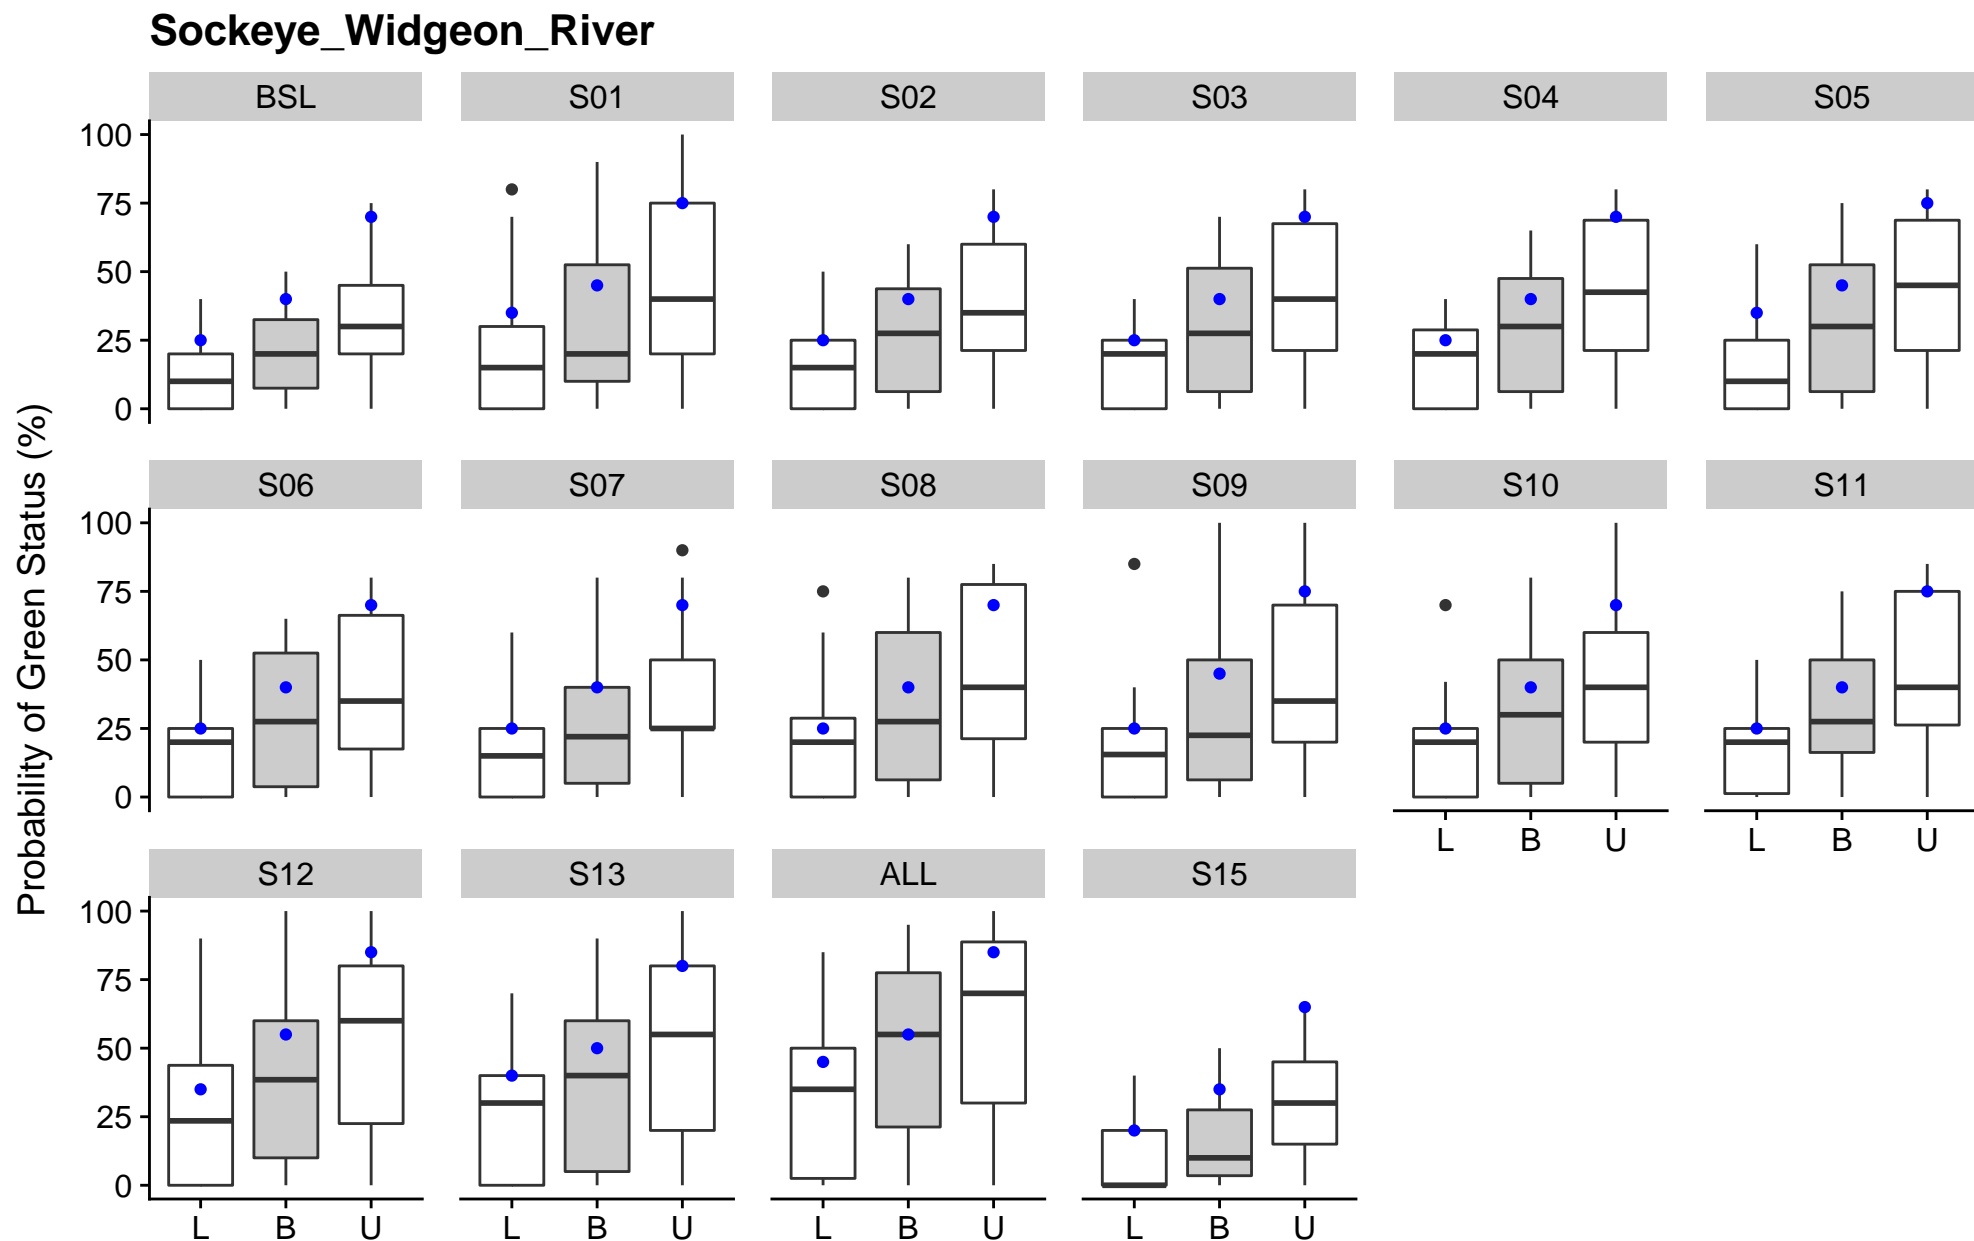 Sockeye_Widgeon_River
BSL S01 S02 S03 S04 S05
100
75
50
25
0
S06 S07 S08 S09 S10 S11
100
75
50
25
0
L B U L B U
S12 S13 ALL S15
100
75
50
25
0
L B U L B U L B U L B U
Probability of Green Status (%)